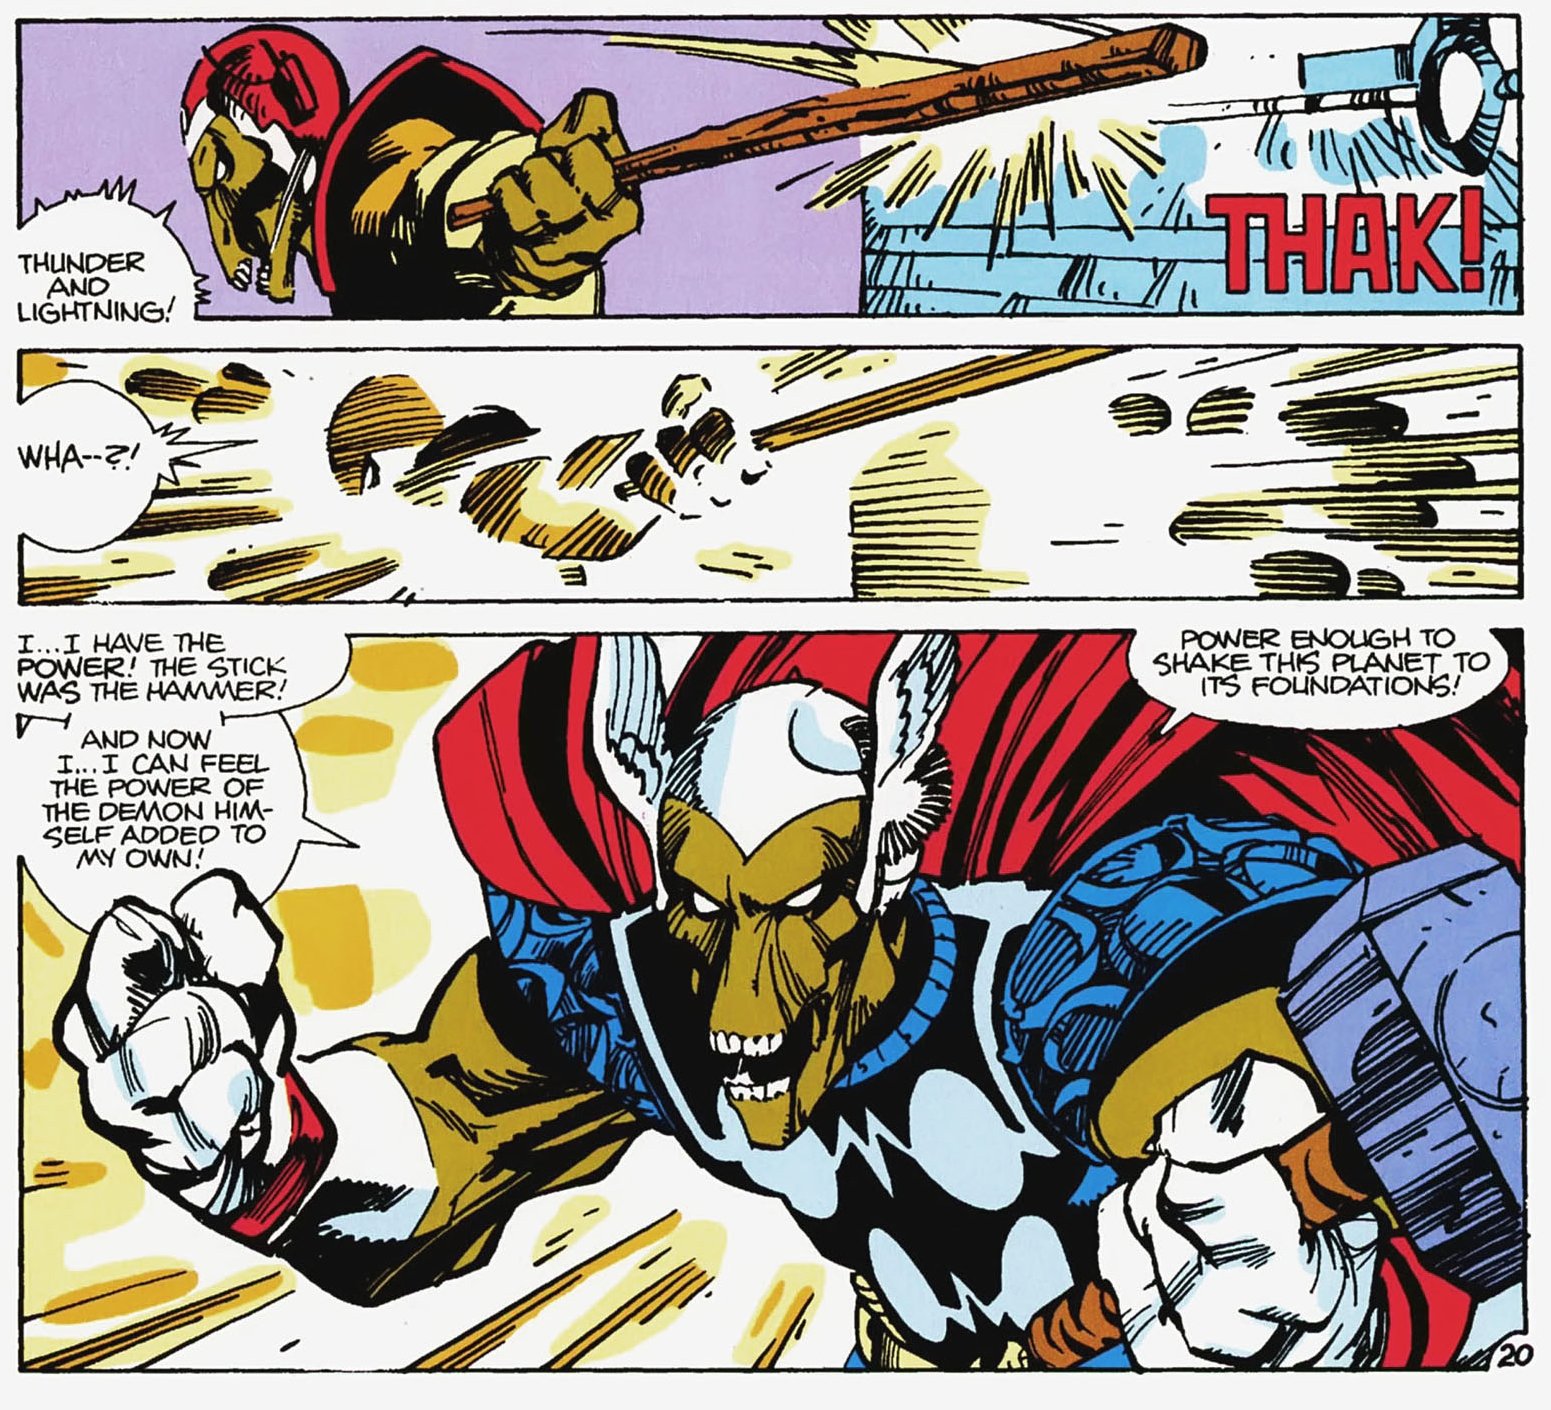 THUNDER
AND
LIGHTNING!
THAK!
WHA--?!
I...I HAVE THE
POWER! THE STICK
WAS THE HAMMER!
AND NOW
I...I CAN FEEL
THE POWER OF
THE DEMON HIM-
SELF ADDED TO
MY OWN!
POWER ENOUGH TO
SHAKE THIS PLANET TO
ITS FOUNDATIONS!
20